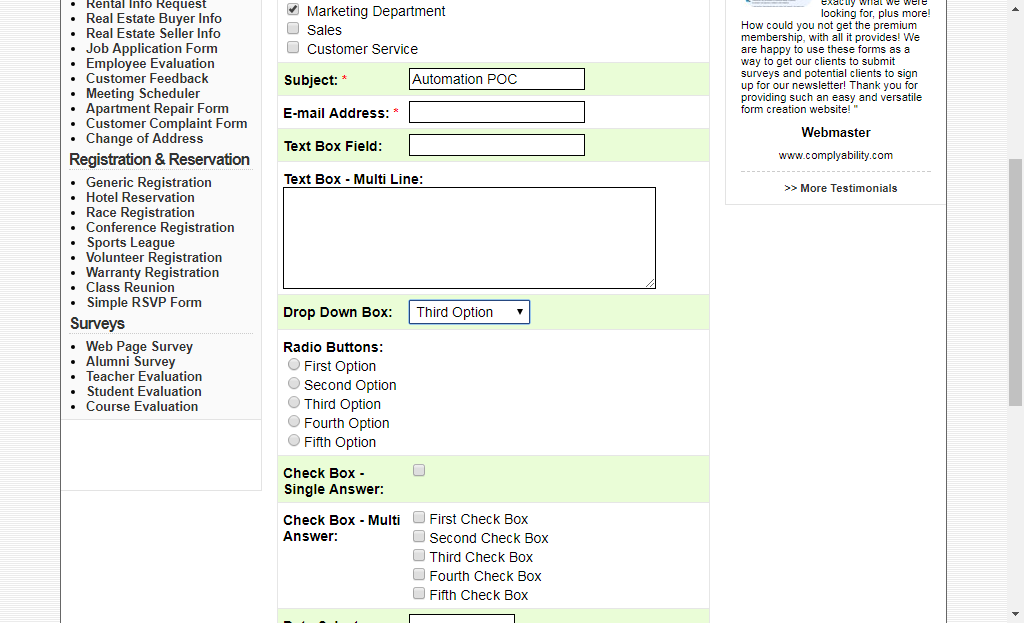 Rental Info Request
Real Estate Buyer Info
Real Estate Seller Info
Job Application Form
Employee Evaluation
Customer Feedback
Meeting Scheduler
Apartment Repair Form
Customer Complaint Form
Change of Address
Registration & Reservation
Generic Registration
Hotel Reservation
Race Registration
Conference Registration
Sports League
Volunteer Registration
Warranty Registration
Class Reunion
Simple RSVP Form
Surveys
Web Page Survey
Alumni Survey
Teacher Evaluation
Student Evaluation
Course Evaluation
Marketing Department
Sales
Customer Service
Subject: * Automation POC
E-mail Address: *
Text Box Field:
Text Box - Multi Line:
Drop Down Box: Third Option
Radio Buttons:
First Option
Second Option
Third Option
Fourth Option
Fifth Option
Check Box -
Single Answer:
Check Box - Multi
Answer:
First Check Box
Second Check Box
Third Check Box
Fourth Check Box
Fifth Check Box
exactly what we were
looking for, plus more!
How could you not get the premium
membership, with all it provides! We
are happy to use these forms as a
way to get our clients to submit
surveys and potential clients to sign
up for our newsletter! Thank you for
providing such an easy and versatile
form creation website! "
Webmaster
www.complyability.com
>> More Testimonials